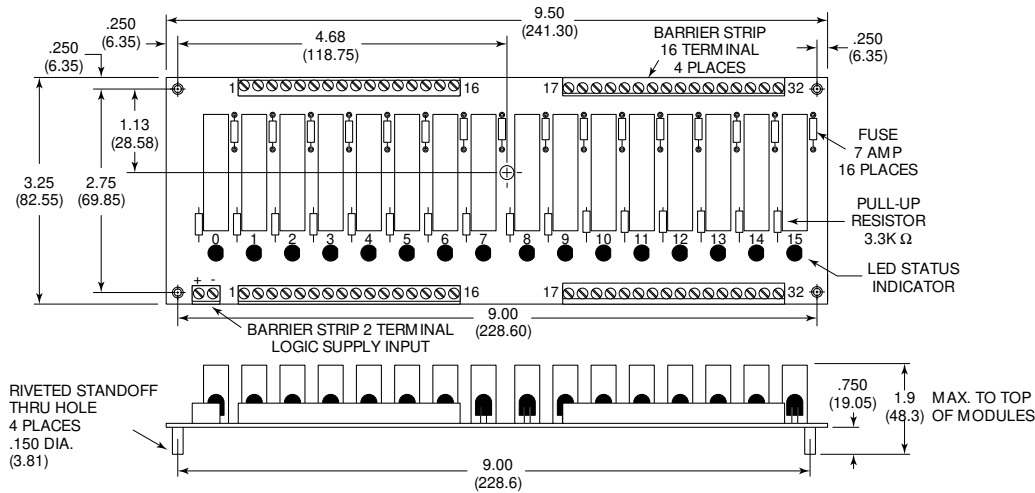 9.50
(241.30)
.250
(6.35)
4.68
(118.75)
BARRIER STRIP
16 TERMINAL
4 PLACES
.250
(6.35)
.250
(6.35)
1 16 17 32
1.13
(28.58)
3.25
(82.55)
2.75
(69.85)
FUSE
7 AMP
16 PLACES
PULL-UP
RESISTOR
3.3K Ω
0 1 2 3 4 5 6 7 8 9 10 11 12 13 14 15
LED STATUS
INDICATOR
+ -
1 16 17 32
9.00
(228.60)
BARRIER STRIP 2 TERMINAL
LOGIC SUPPLY INPUT
RIVETED STANDOFF
THRU HOLE
4 PLACES
.150 DIA.
(3.81)
.750
(19.05)
1.9
(48.3)
MAX. TO TOP
OF MODULES
9.00
(228.6)